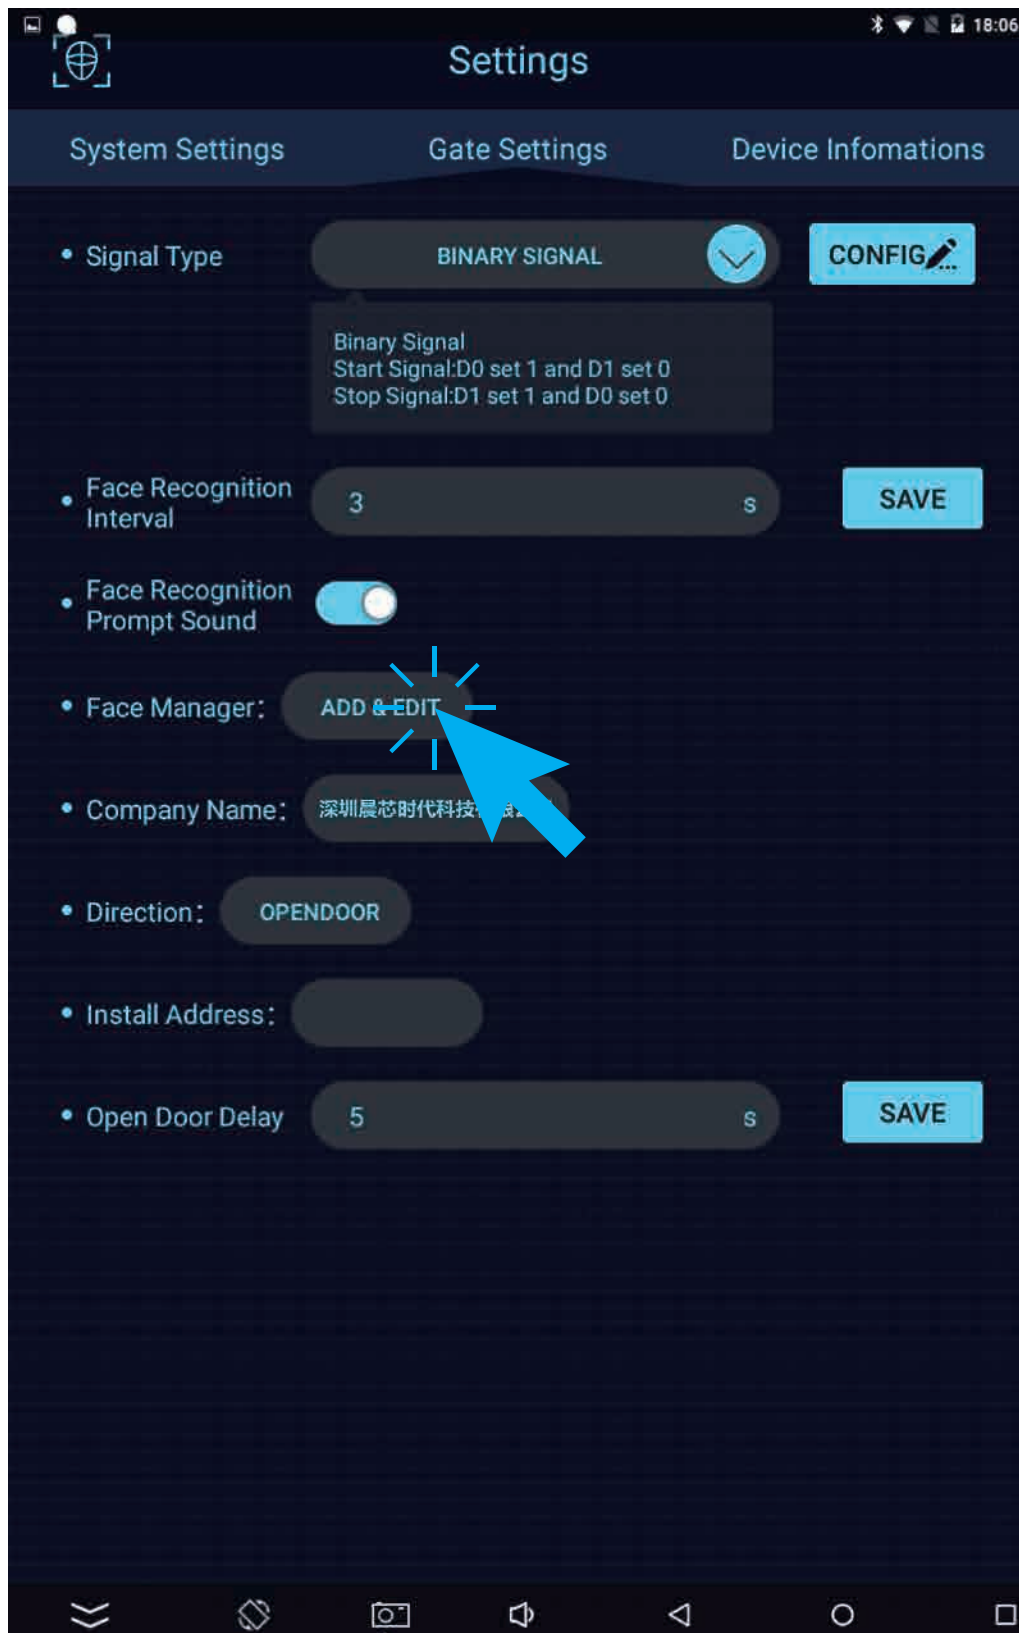 18:06
Settings
System Settings
Gate Settings
Device Infomations
Signal Type
BINARY SIGNAL
CONFIG
Binary Signal
Start Signal:D0 set 1 and D1 set 0
Stop Signal:D1 set 1 and D0 set 0
Face Recognition
Interval
3
s
SAVE
Face Recognition
Prompt Sound
Face Manager:
ADD & EDIT
Company Name:
深圳晨芯时代科技
Direction:
OPENDOOR
Install Address:
Open Door Delay
5
s
SAVE